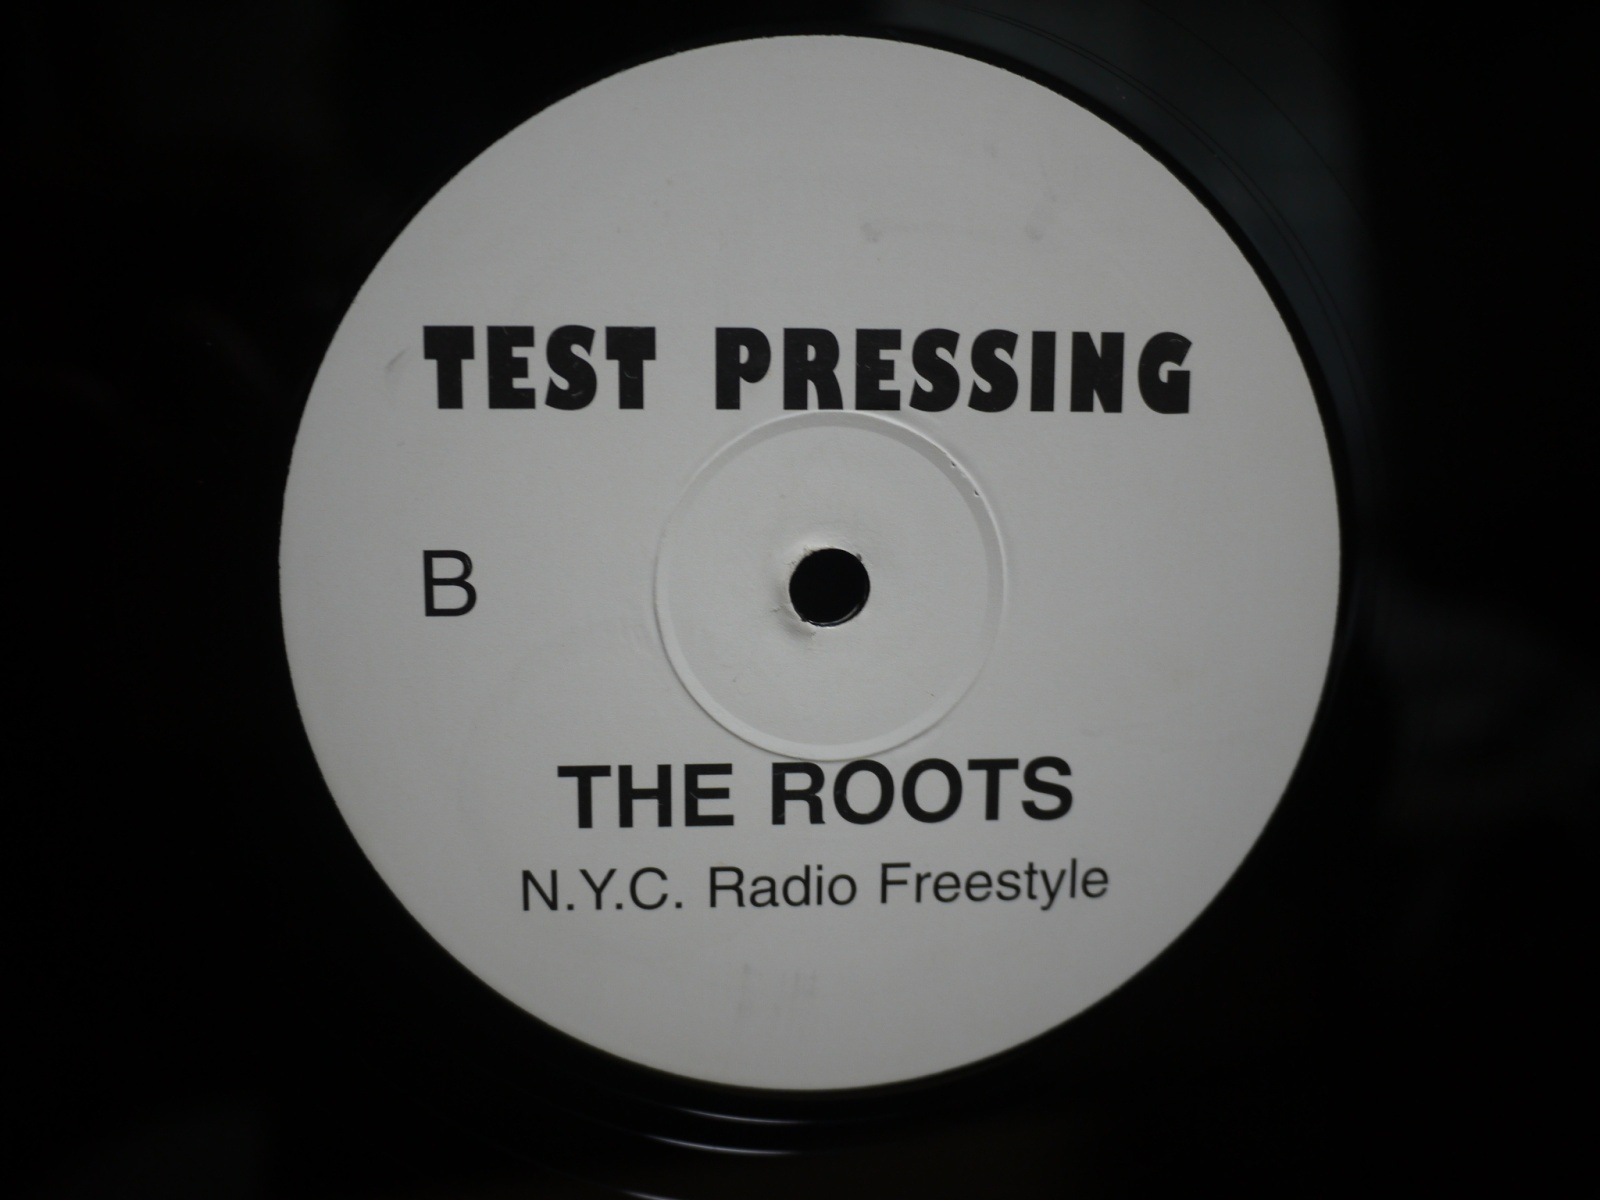 TEST PRESSING
B
THE ROOTS
N.Y.C. Radio Freestyle